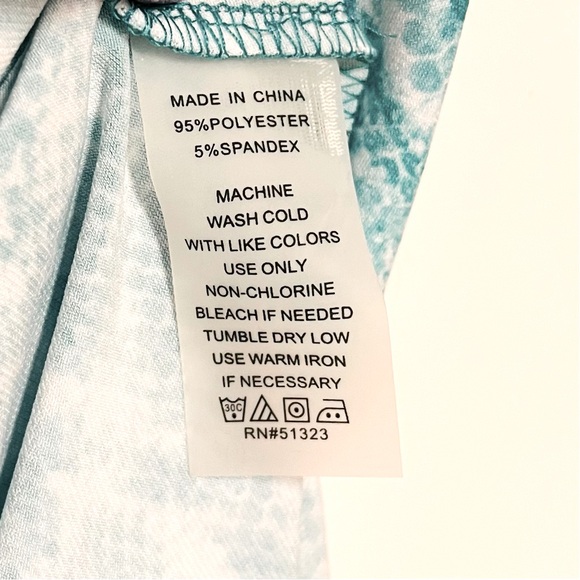 MADE IN CHINA
95%POLYESTER
5%SPANDEX
MACHINE
WASH COLD
WITH LIKE COLORS
USE ONLY
NON-CHLORINE
BLEACH IF NEEDED
TUMBLE DRY LOW
USE WARM IRON
IF NECESSARY
30C
RN#51323